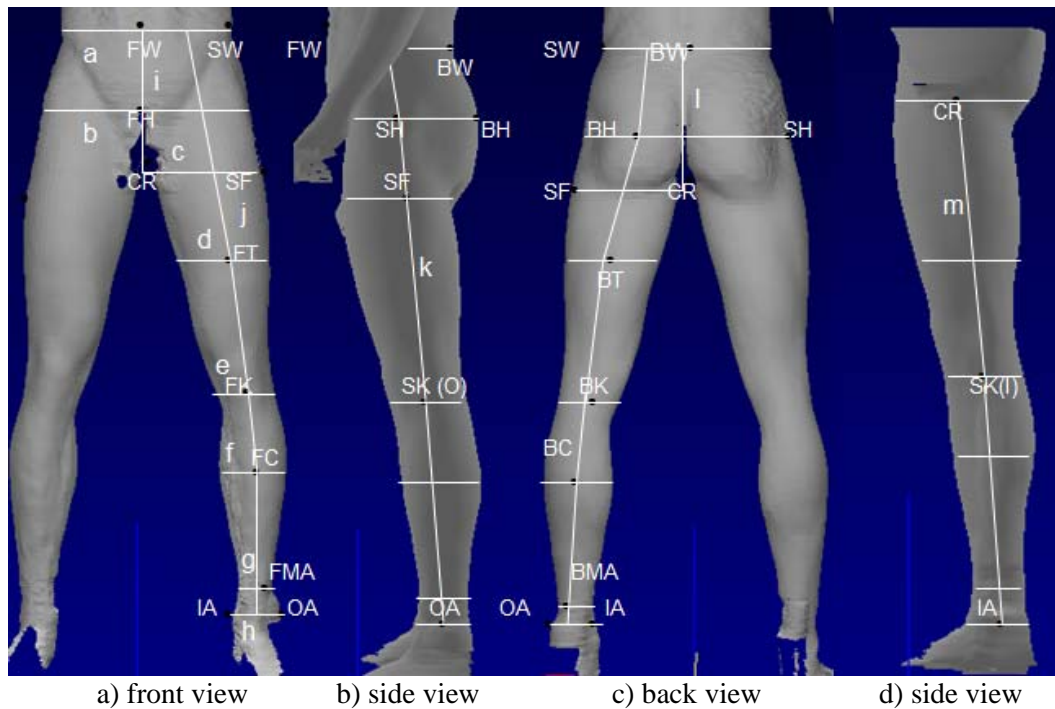 a
FW
SW
i
b
FH
c
CR
SF
j
d
FT
e
FK
f
FC
g
FMA
IA
OA
h
FW
BW
SH
BH
SF
k
SK (O)
OA
SW
BW
l
BH
SH
SF
CR
BT
BK
BC
BMA
OA
IA
CR
m
SK(I)
IA
a) front view
b) side view
c) back view
d) side view